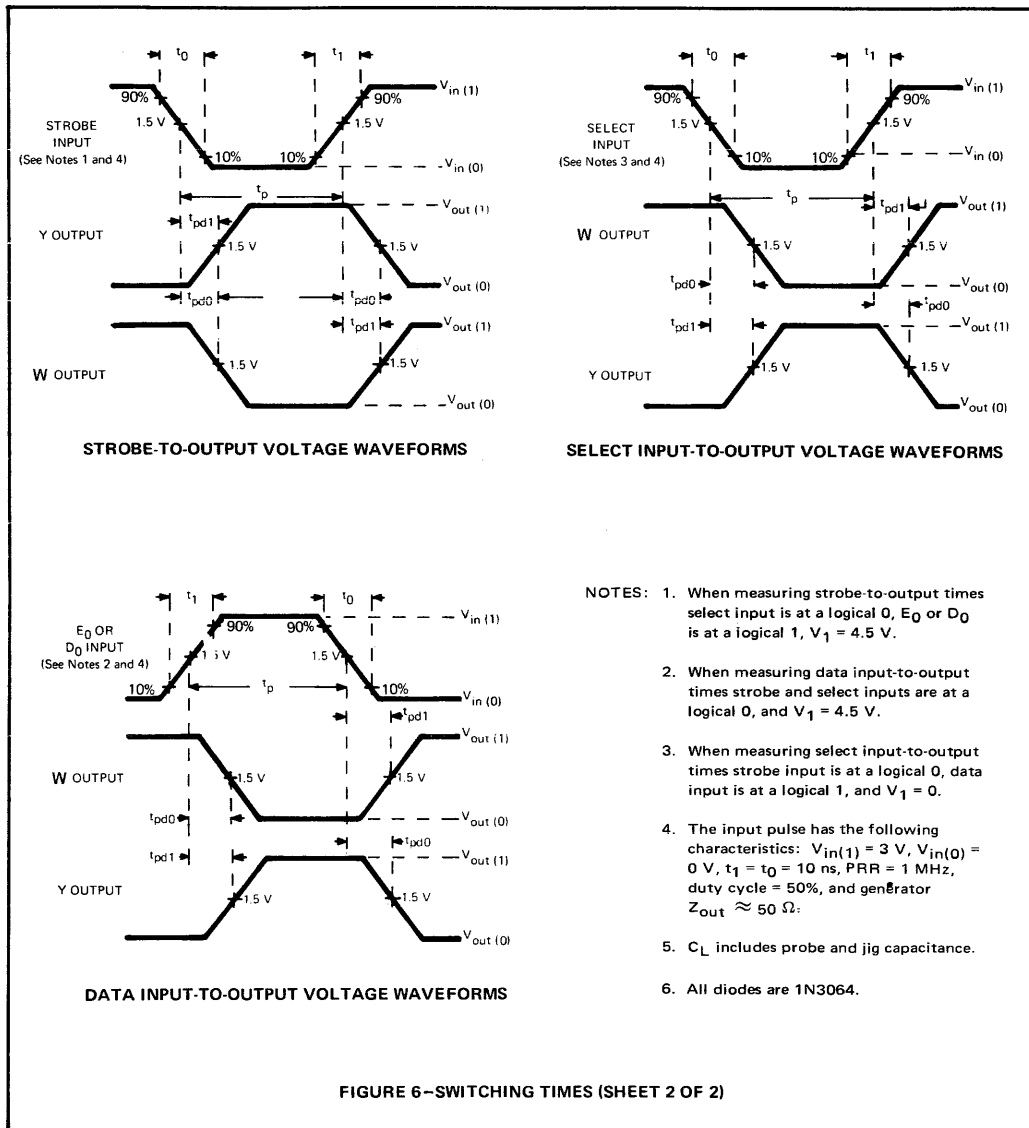 t0
t1
90%
90%
Vin (1)
STROBE
INPUT
(See Notes 1 and 4)
1.5 V
1.5 V
10%
10%
Vin (0)
tp
Vout (1)
tpd1
Y OUTPUT
1.5 V
1.5 V
Vout (0)
tpd0
tpd0
tpd1
Vout (1)
W OUTPUT
1.5 V
1.5 V
Vout (0)
STROBE-TO-OUTPUT VOLTAGE WAVEFORMS
t0
t1
90%
90%
Vin (1)
SELECT
INPUT
(See Notes 3 and 4)
1.5 V
1.5 V
10%
10%
Vin (0)
tp
Vout (1)
tpd1
W OUTPUT
1.5 V
1.5 V
tpd0
Vout (0)
tpd0
tpd1
Vout (1)
Y OUTPUT
1.5 V
1.5 V
Vout (0)
SELECT INPUT-TO-OUTPUT VOLTAGE WAVEFORMS
t1
t0
Vin (1)
E0 OR
D0 INPUT
(See Notes 2 and 4)
90%
90%
1.5 V
1.5 V
10%
10%
tp
Vin (0)
tpd1
Vout (1)
W OUTPUT
1.5 V
1.5 V
tpd0
Vout (0)
tpd0
tpd1
Vout (1)
Y OUTPUT
1.5 V
1.5 V
Vout (0)
DATA INPUT-TO-OUTPUT VOLTAGE WAVEFORMS
NOTES: 1. When measuring strobe-to-output times
select input is at a logical 0, E0 or D0
is at a logical 1, V1 = 4.5 V.
2. When measuring data input-to-output
times strobe and select inputs are at a
logical 0, and V1 = 4.5 V.
3. When measuring select input-to-output
times strobe input is at a logical 0, data
input is at a logical 1, and V1 = 0.
4. The input pulse has the following
characteristics: Vin(1) = 3 V, Vin(0) =
0 V, t1 = t0 = 10 ns, PRR = 1 MHz,
duty cycle = 50%, and generator
Zout ≈ 50 Ω.
5. CL includes probe and jig capacitance.
6. All diodes are 1N3064.
FIGURE 6–SWITCHING TIMES (SHEET 2 OF 2)